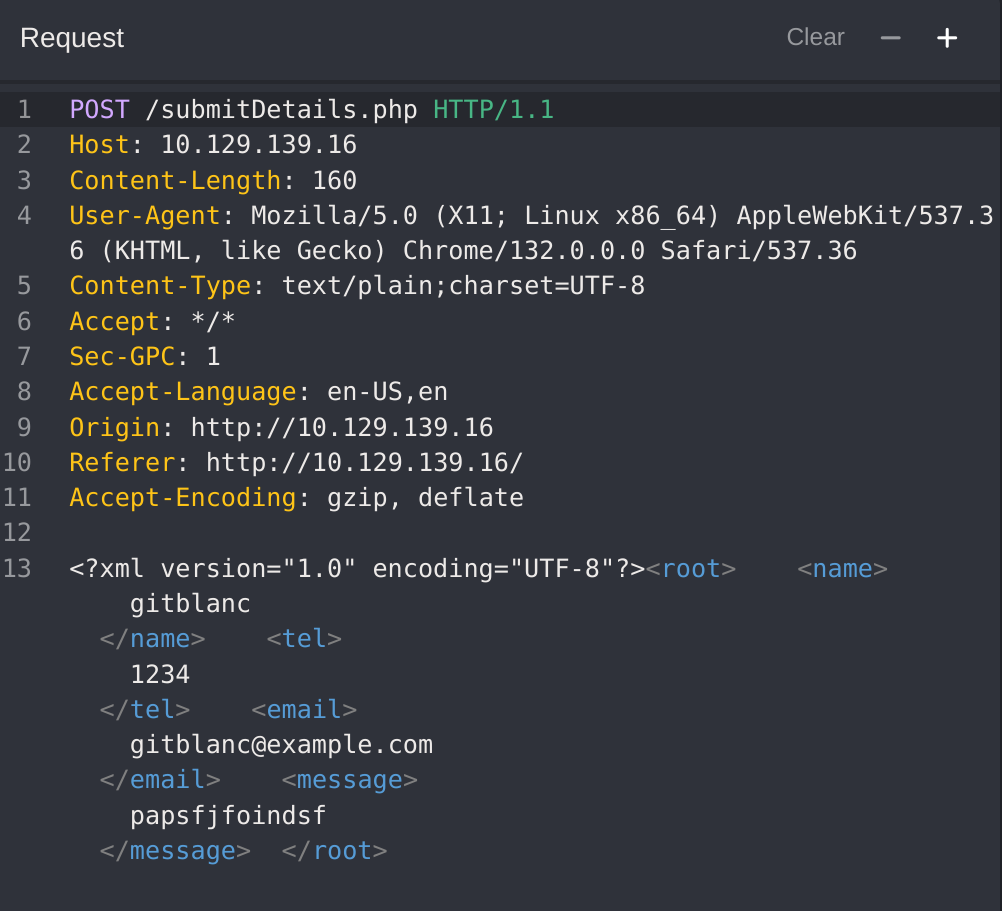 Request Clear − +
1 POST /submitDetails.php HTTP/1.1
2 Host: 10.129.139.16
3 Content-Length: 160
4 User-Agent: Mozilla/5.0 (X11; Linux x86_64) AppleWebKit/537.3
6 (KHTML, like Gecko) Chrome/132.0.0.0 Safari/537.36
5 Content-Type: text/plain;charset=UTF-8
6 Accept: */*
7 Sec-GPC: 1
8 Accept-Language: en-US,en
9 Origin: http://10.129.139.16
10 Referer: http://10.129.139.16/
11 Accept-Encoding: gzip, deflate
12
13 <?xml version="1.0" encoding="UTF-8"?><root>    <name>
gitblanc
</name>    <tel>
1234
</tel>    <email>
gitblanc@example.com
</email>    <message>
papsfjfoindsf
</message>  </root>